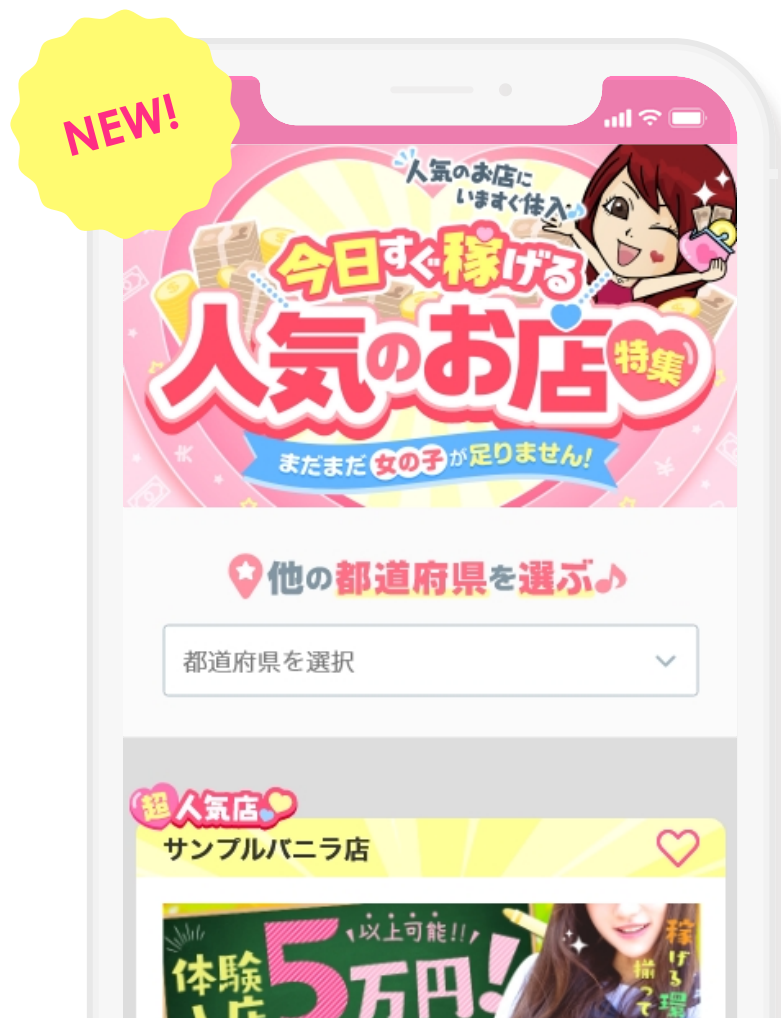 NEW!
人気のお店に
いますぐ体入♪
今日すぐ稼げる
人気のお店
特集
まだまだ女の子が足りません!
他の都道府県を選ぶ♪
都道府県を選択
超人気店
サンプルバニラ店
以上可能!!
体験
5万円!
稼げる環
揃って